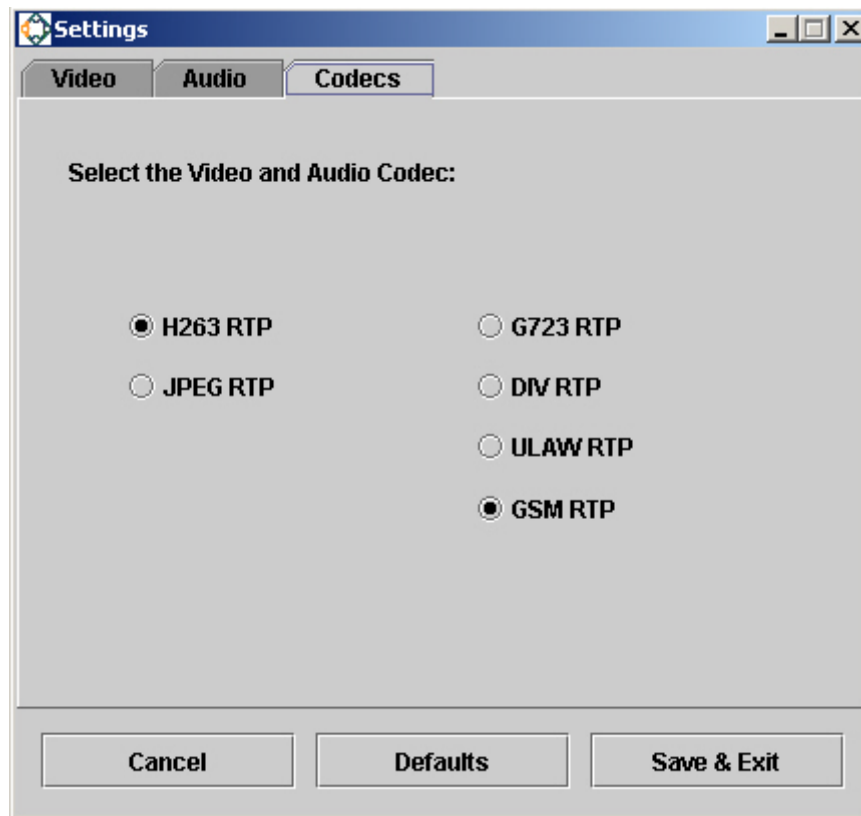 Settings
Video Audio Codecs
Select the Video and Audio Codec:
H263 RTP G723 RTP
JPEG RTP DIV RTP
ULAW RTP
GSM RTP
Cancel Defaults Save & Exit